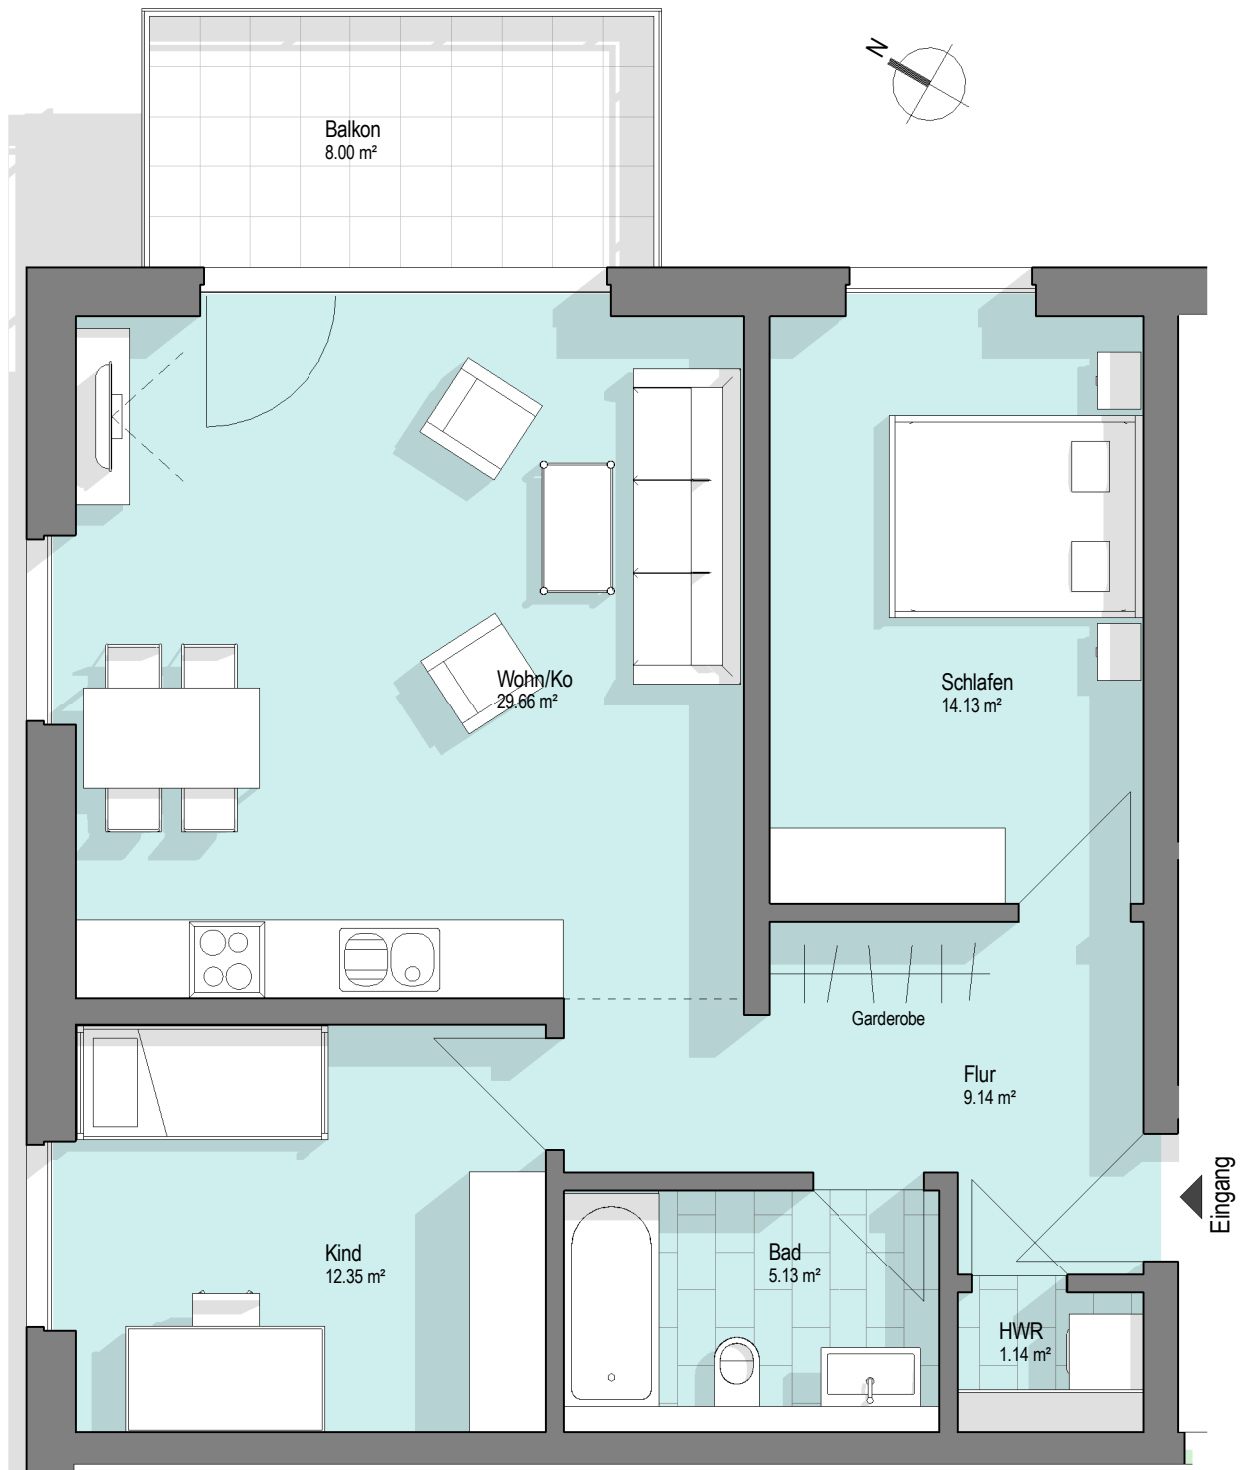 N
Balkon
8.00 m²
Wohn/Ko
29.66 m²
Schlafen
14.13 m²
Garderobe
Flur
9.14 m²
Eingang
Kind
12.35 m²
Bad
5.13 m²
HWR
1.14 m²